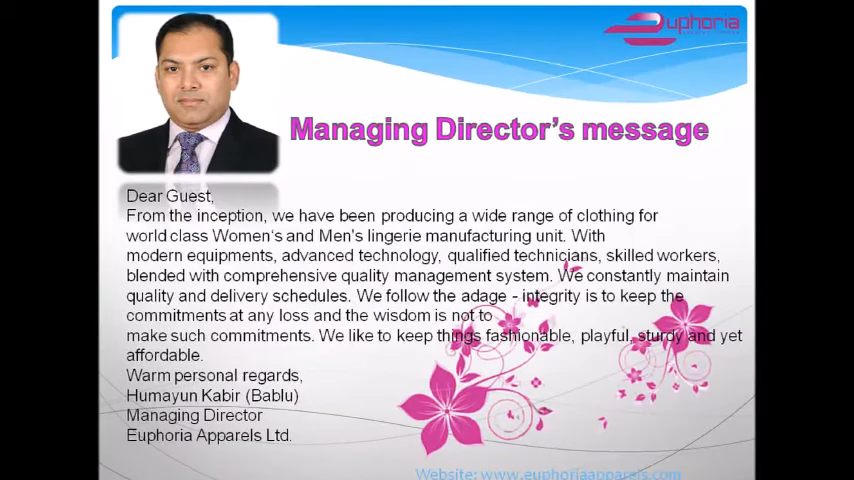 euphoria
Managing Director's message
Dear Guest,
From the inception, we have been producing a wide range of clothing for
world class Women's and Men's lingerie manufacturing unit. With
modern equipments, advanced technology, qualified technicians, skilled workers,
blended with comprehensive quality management system. We constantly maintain
quality and delivery schedules. We follow the adage - integrity is to keep the
commitments at any loss and the wisdom is not to
make such commitments. We like to keep things fashionable, playful, sturdy and yet
affordable.
Warm personal regards,
Humayun Kabir (Bablu)
Managing Director
Euphoria Apparels Ltd.
Website: www.euphoriaapparels.com